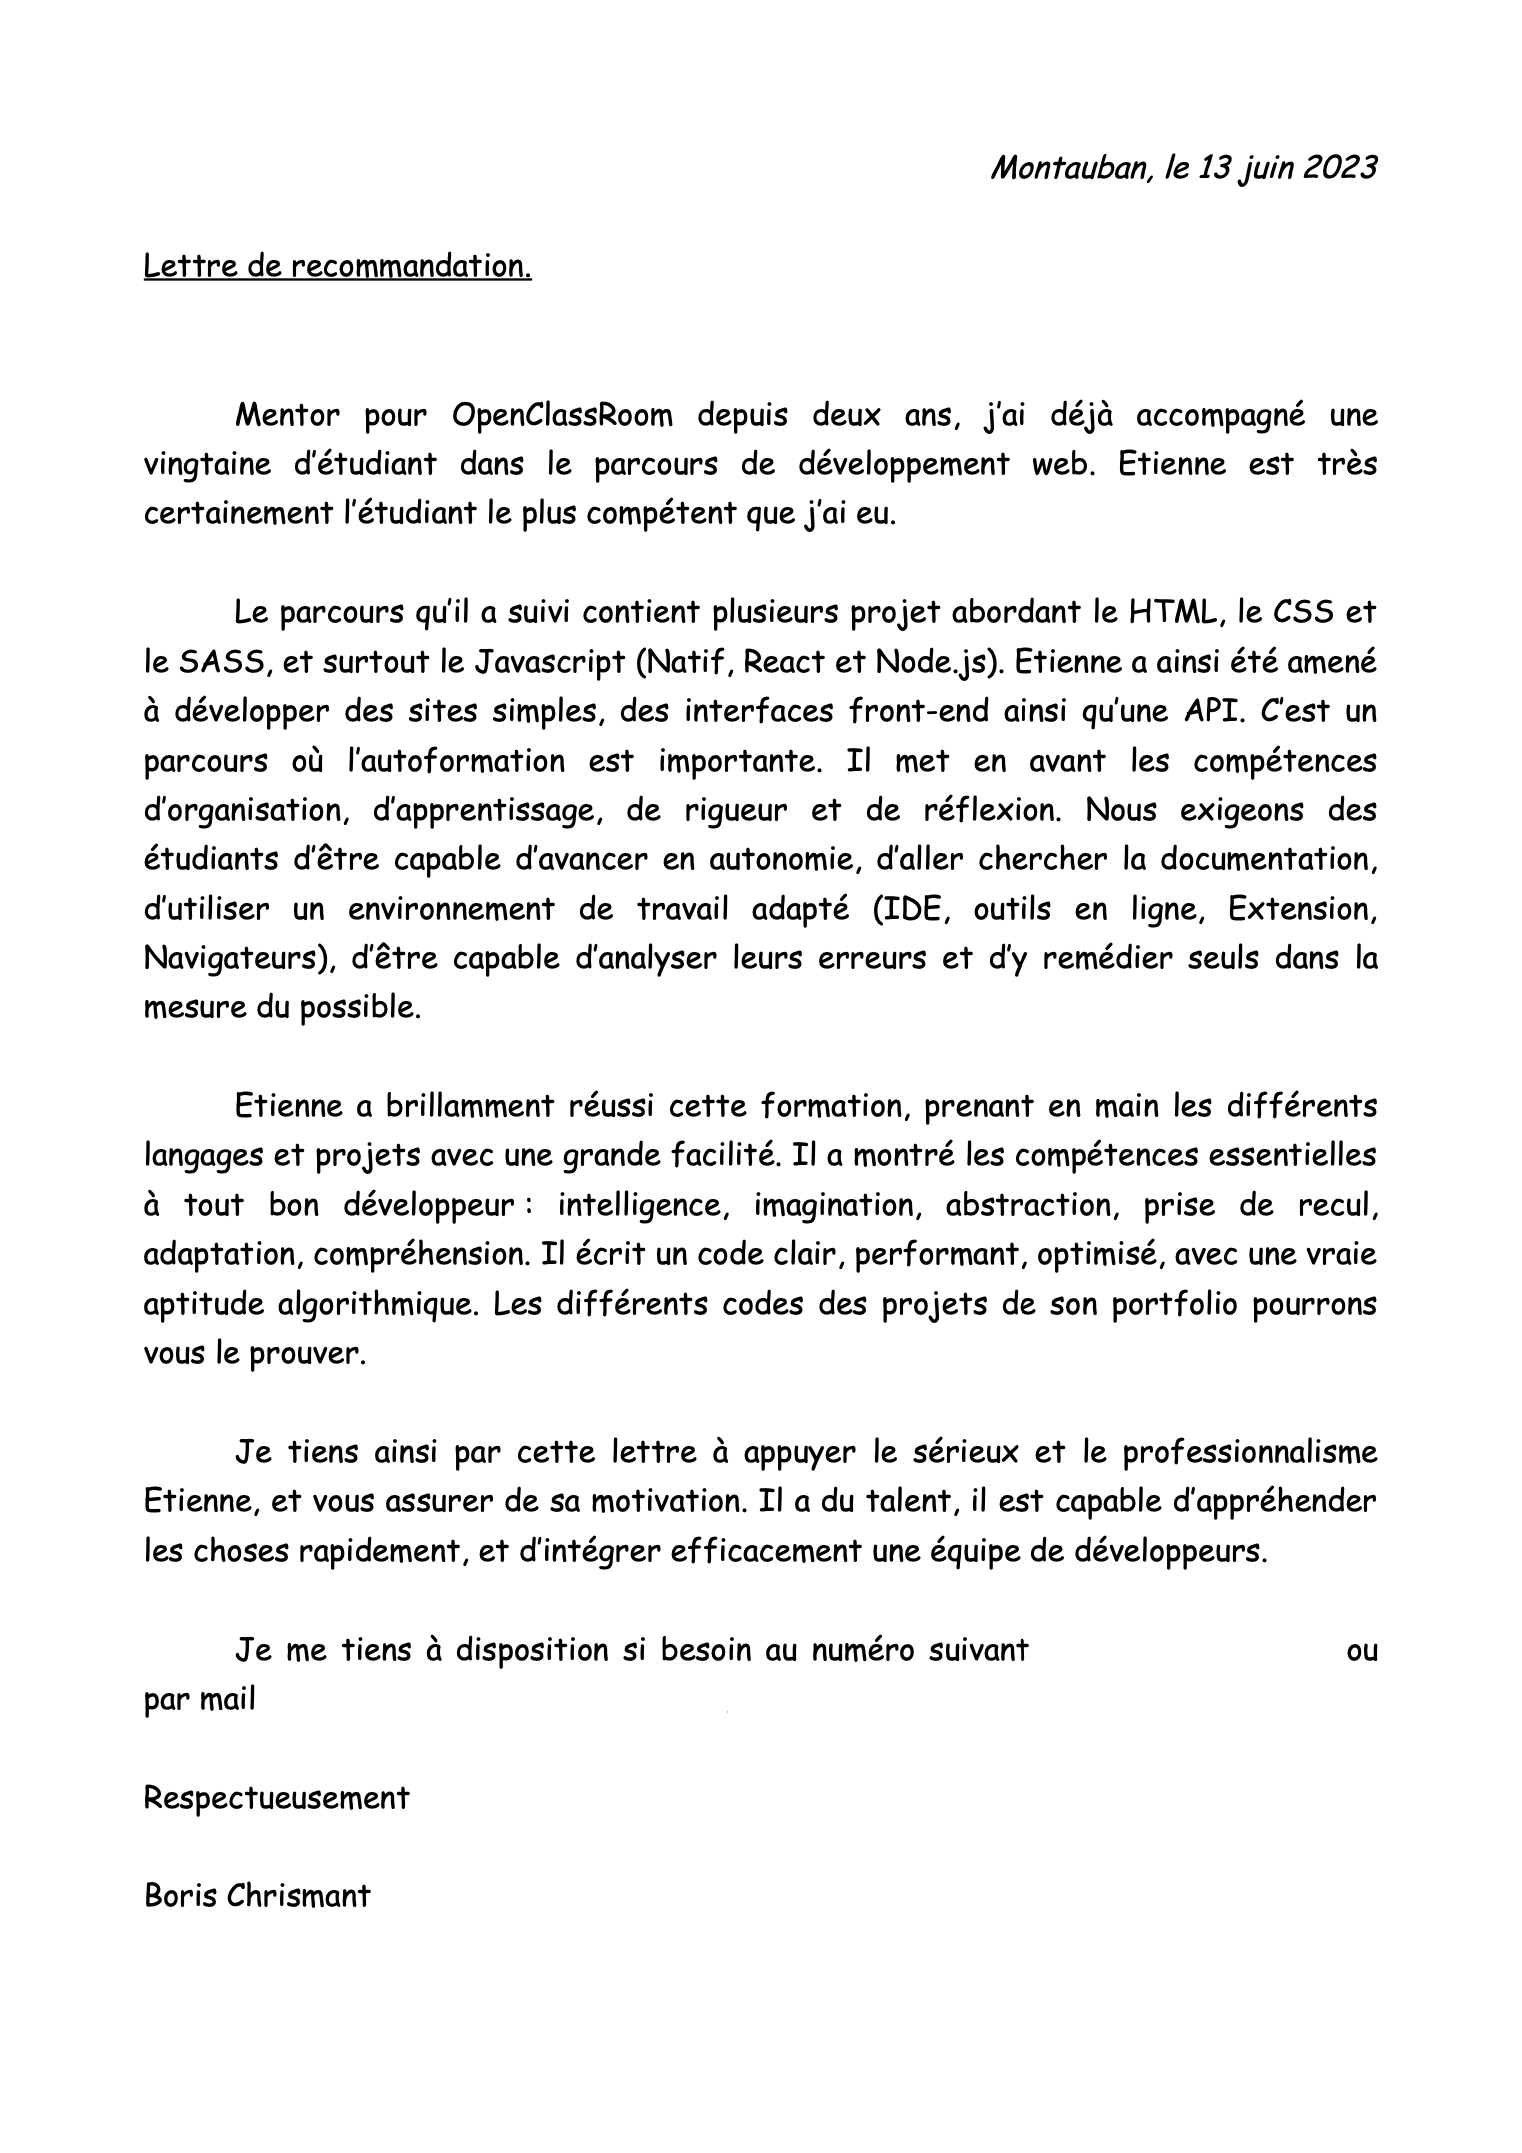 Montauban, le 13 juin 2023
Lettre de recommandation.
Mentor pour OpenClassRoom depuis deux ans, j’ai déjà accompagné une
vingtaine d’étudiant dans le parcours de développement web. Etienne est très
certainement l’étudiant le plus compétent que j’ai eu.
Le parcours qu’il a suivi contient plusieurs projet abordant le HTML, le CSS et
le SASS, et surtout le Javascript (Natif, React et Node.js). Etienne a ainsi été amené
à développer des sites simples, des interfaces front-end ainsi qu’une API. C’est un
parcours où l’autoformation est importante. Il met en avant les compétences
d’organisation, d’apprentissage, de rigueur et de réflexion. Nous exigeons des
étudiants d’être capable d’avancer en autonomie, d’aller chercher la documentation,
d’utiliser un environnement de travail adapté (IDE, outils en ligne, Extension,
Navigateurs), d’être capable d’analyser leurs erreurs et d’y remédier seuls dans la
mesure du possible.
Etienne a brillamment réussi cette formation, prenant en main les différents
langages et projets avec une grande facilité. Il a montré les compétences essentielles
à tout bon développeur : intelligence, imagination, abstraction, prise de recul,
adaptation, compréhension. Il écrit un code clair, performant, optimisé, avec une vraie
aptitude algorithmique. Les différents codes des projets de son portfolio pourrons
vous le prouver.
Je tiens ainsi par cette lettre à appuyer le sérieux et le professionnalisme
Etienne, et vous assurer de sa motivation. Il a du talent, il est capable d’appréhender
les choses rapidement, et d’intégrer efficacement une équipe de développeurs.
Je me tiens à disposition si besoin au numéro suivant ou
par mail
Respectueusement
Boris Chrismant